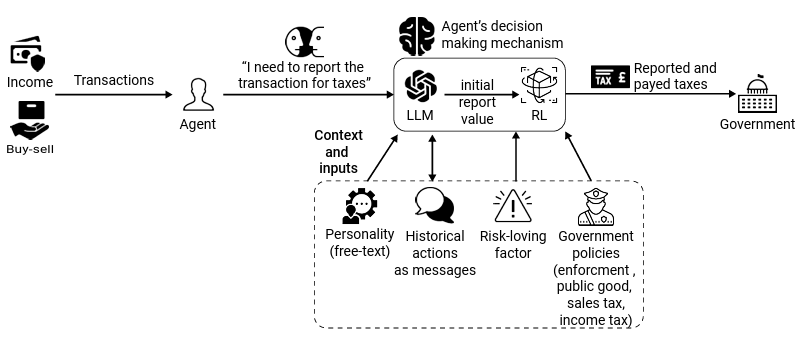 Agent's decision
making mechanism
Income
Buy-sell
Transactions
Agent
“I need to report the
transaction for taxes”
LLM
initial
report
value
RL
TAX £
Reported and
payed taxes
Government
Context
and
inputs
Personality
(free-text)
Historical
actions
as messages
Risk-loving
factor
Government
policies
(enforcment ,
public good,
sales tax,
income tax)